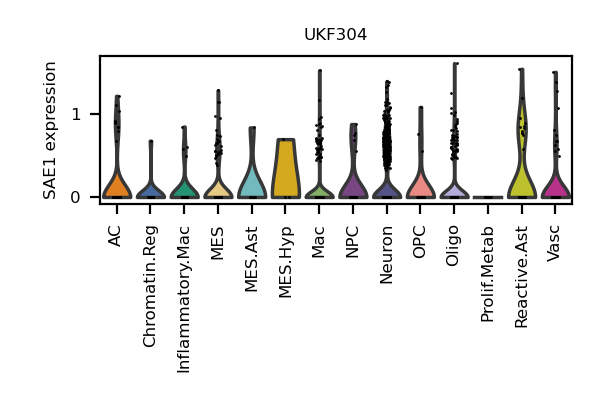 UKF304
SAE1 expression
1
0
AC
Chromatin.Reg
Inflammatory.Mac
MES
MES.Ast
MES.Hyp
Mac
NPC
Neuron
OPC
Oligo
Prolif.Metab
Reactive.Ast
Vasc